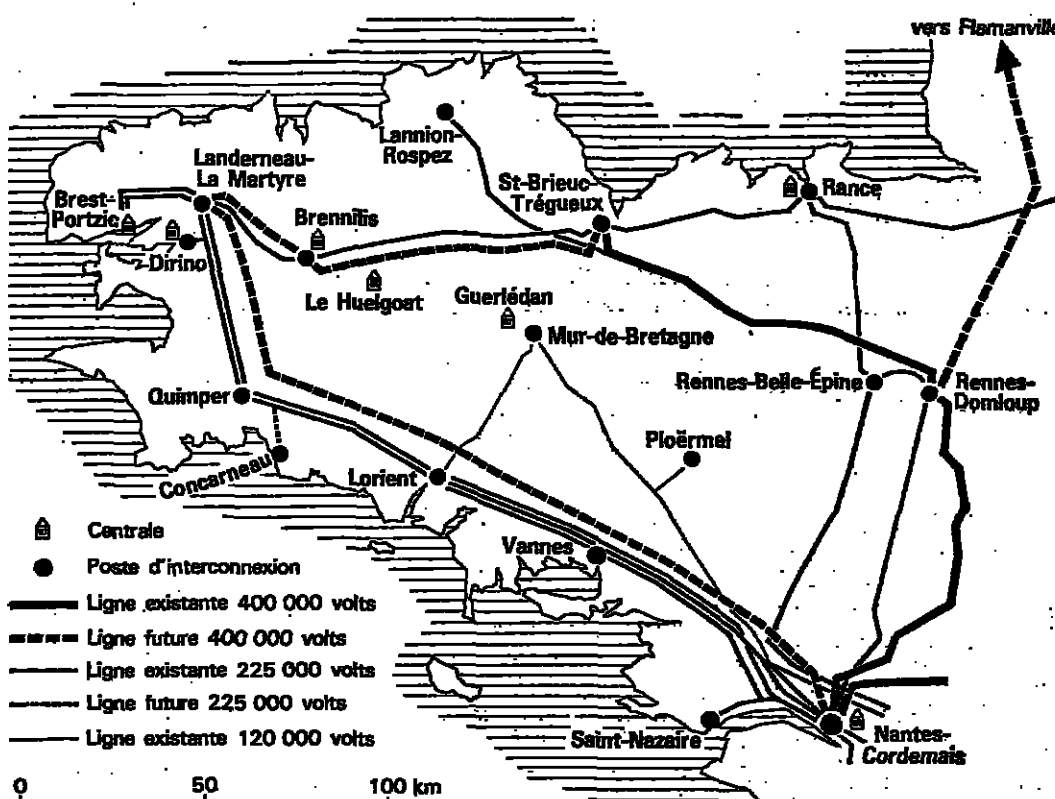 vers Flamanville
Lannion-
Rospez
Landerneau-
La Martyre
St-Brieuc-
Trégueux
Rance
Brest-
Portzic
Brennilis
Dirino
Le Huelgoat
Guerlédan
Mur-de-Bretagne
Rennes-Belle-Épine
Rennes-
Domloup
Quimper
Ploërmel
Concarneau
Lorient
Vannes
Centrale
Poste d'interconnexion
Ligne existante 400 000 volts
Ligne future 400 000 volts
Ligne existante 225 000 volts
Ligne future 225 000 volts
Ligne existante 120 000 volts
Saint-Nazaire
Nantes-
Cordemais
0 50 100 km